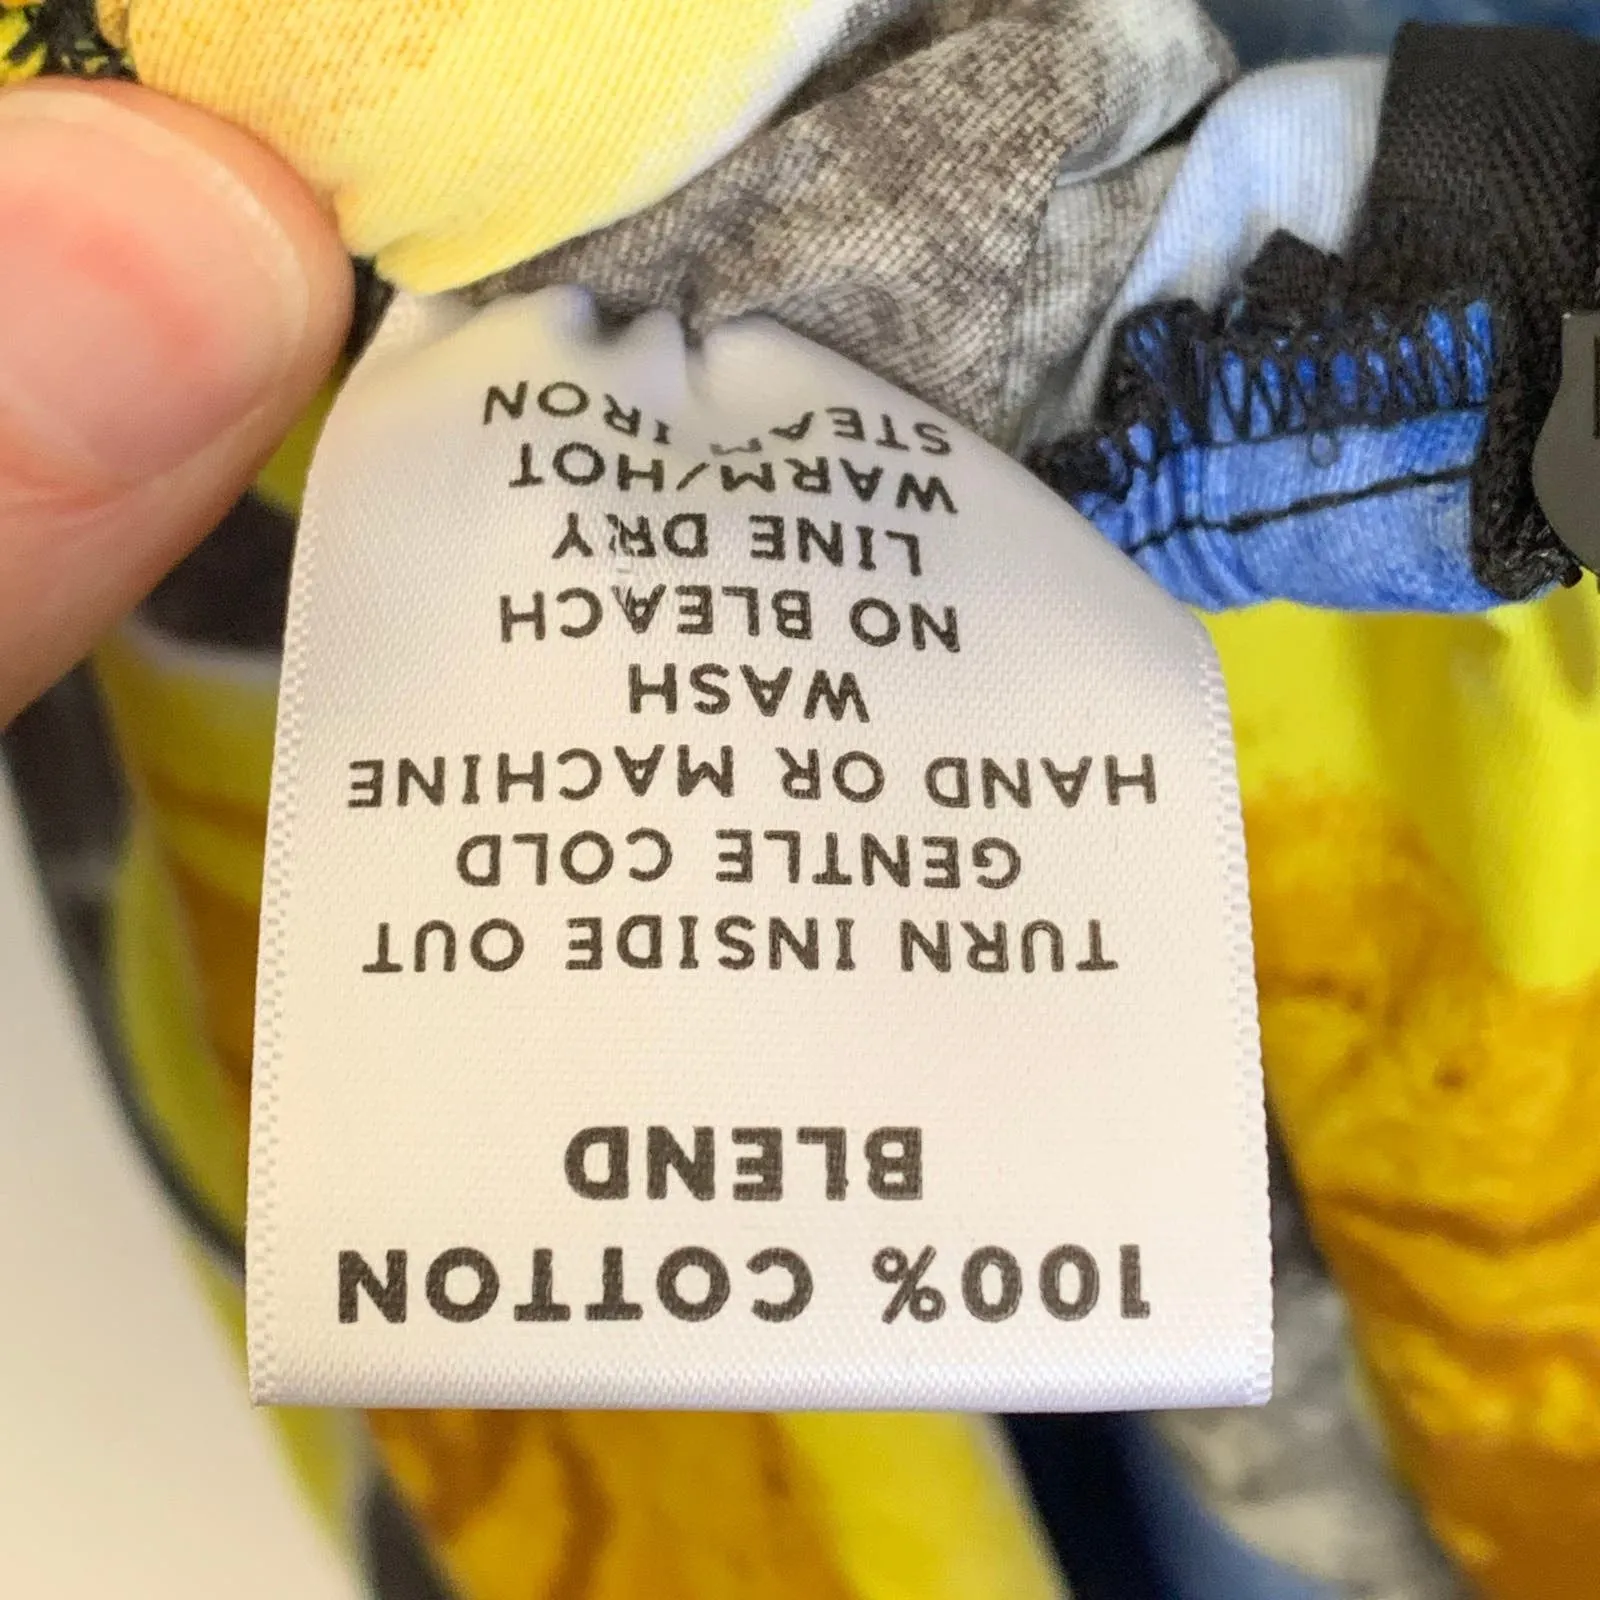 100% COTTON
BLEND
TURN INSIDE OUT
GENTLE COLD
HAND OR MACHINE
WASH
NO BLEACH
LINE DRY
WARM/HOT
STEAM IRON